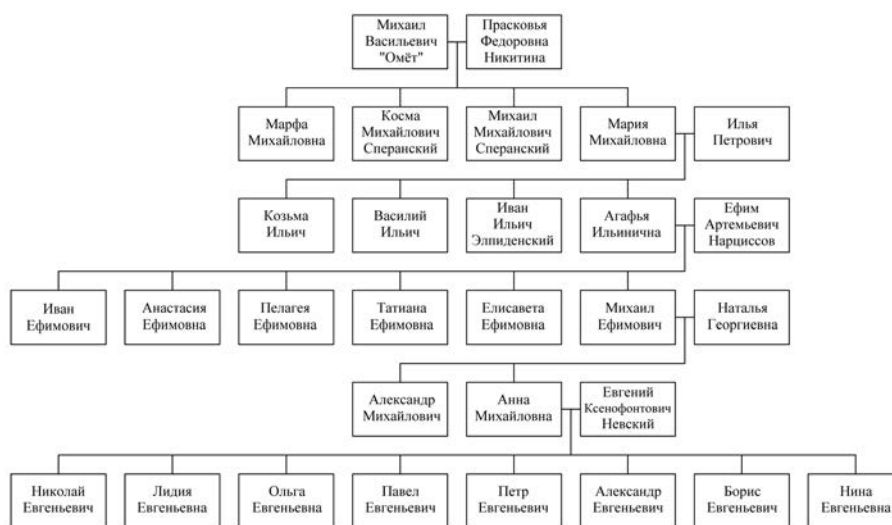 Михаил
Васильевич
"Омёт"
Прасковья
Федоровна
Никитина
Марфа
Михайловна
Косма
Михайлович
Сперанский
Михаил
Михайлович
Сперанский
Мария
Михайловна
Илья
Петрович
Козьма
Ильич
Василий
Ильич
Иван
Ильич
Элпиденский
Агафья
Ильинична
Ефим
Артемьевич
Нарциссов
Иван
Ефимович
Анастасия
Ефимовна
Пелагея
Ефимовна
Татиана
Ефимовна
Елисавета
Ефимовна
Михаил
Ефимович
Наталья
Георгиевна
Александр
Михайлович
Анна
Михайловна
Евгений
Ксенофонтович
Невский
Николай
Евгеньевич
Лидия
Евгеньевна
Ольга
Евгеньевна
Павел
Евгеньевич
Петр
Евгеньевич
Александр
Евгеньевич
Борис
Евгеньевич
Нина
Евгеньевна